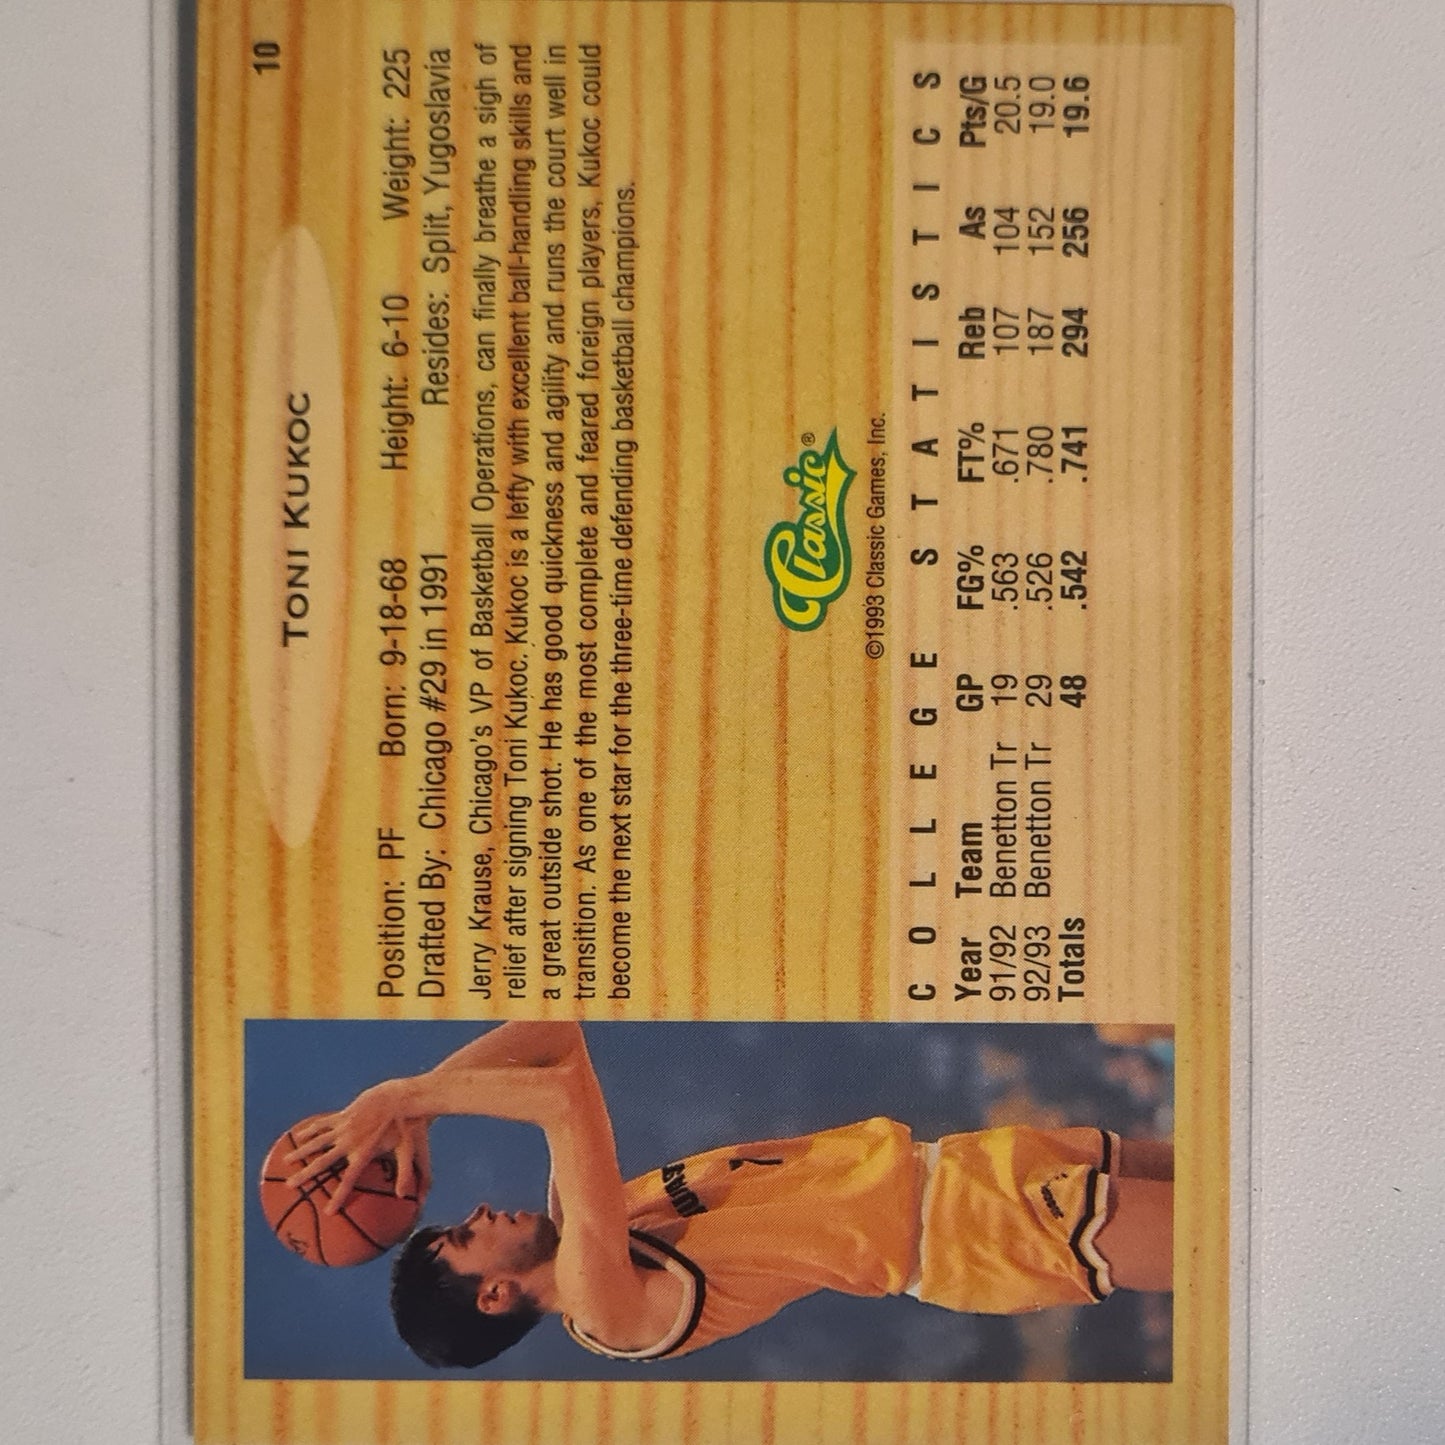 10
TONI KUKOC
Position: PF Born: 9-18-68 Height: 6-10 Weight: 225
Drafted By: Chicago #29 in 1991 Resides: Split, Yugoslavia
Jerry Krause, Chicago's VP of Basketball Operations, can finally breathe a sigh of
relief after signing Toni Kukoc. Kukoc is a lefty with excellent ball-handling skills and
a great outside shot. He has good quickness and agility and runs the court well in
transition. As one of the most complete and feared foreign players, Kukoc could
become the next star for the three-time defending basketball champions.
Classic®
©1993 Classic Games, Inc.
COLLEGE STATISTICS
Year Team GP FG% FT% Reb As Pts/G
91/92 Benetton Tr 19 .563 .671 107 104 20.5
92/93 Benetton Tr 29 .526 .780 187 152 19.0
Totals 48 .542 .741 294 256 19.6
7